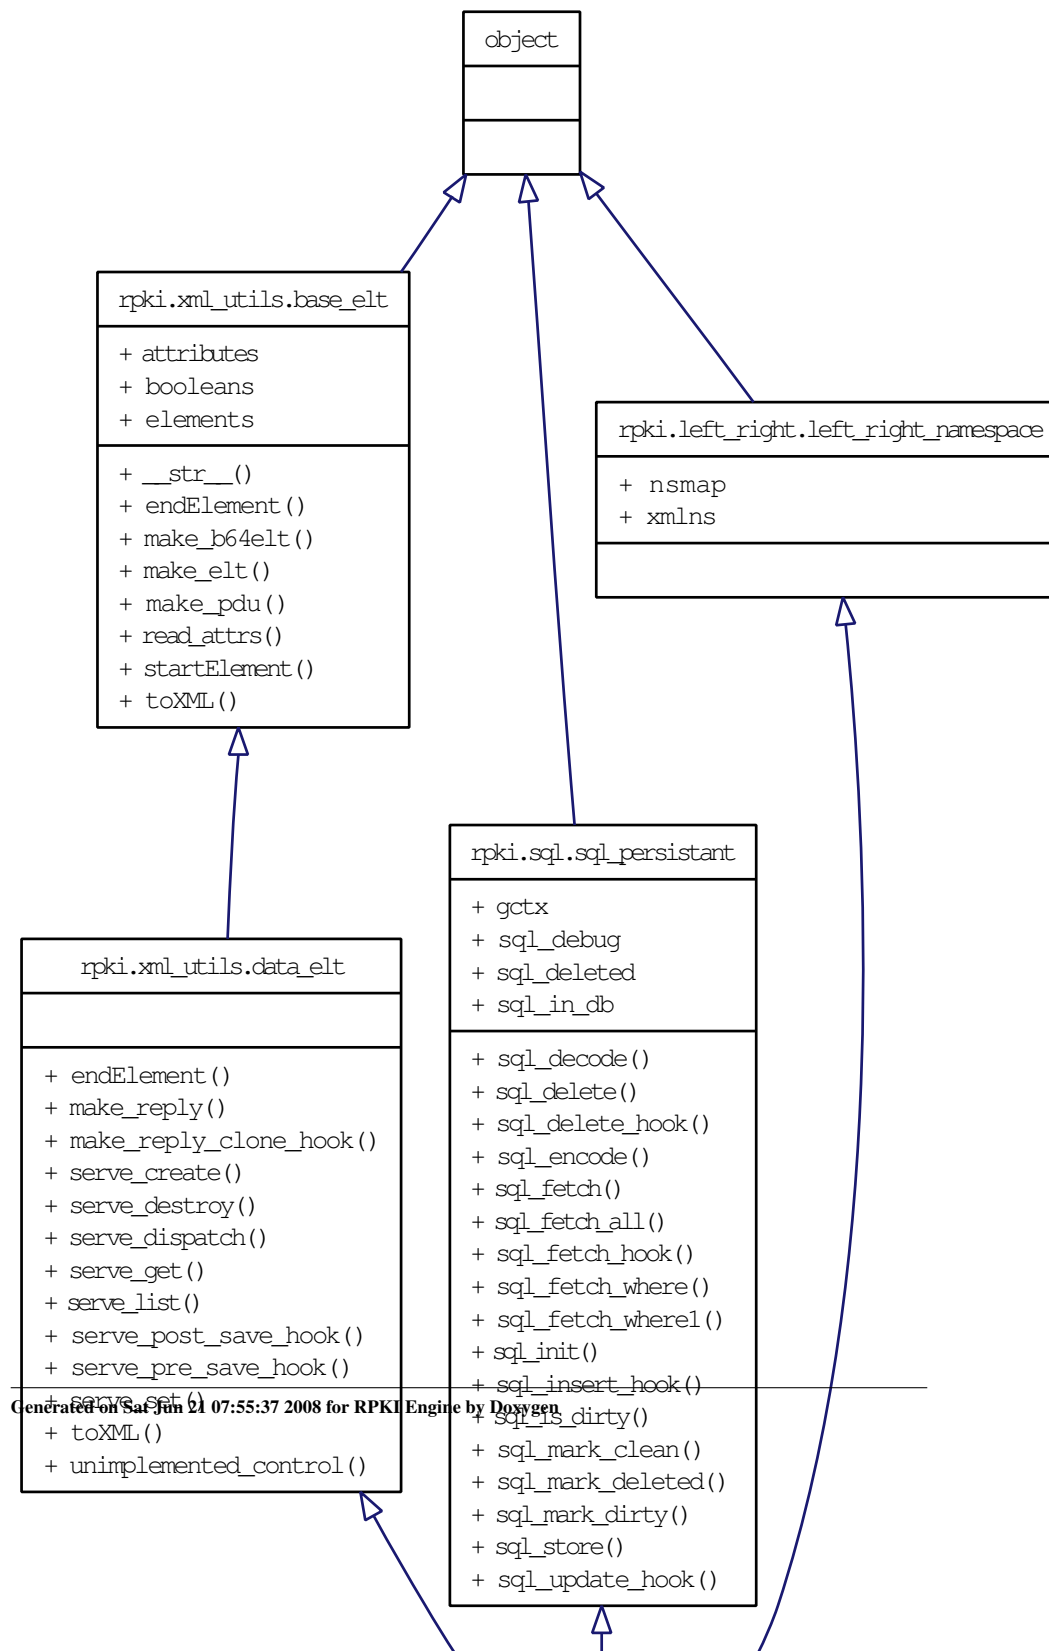 object
rpki.xml_utils.base_elt
+ attributes
+ booleans
+ elements
+ __str__()
+ endElement()
+ make_b64elt()
+ make_elt()
+ make_pdu()
+ read_attrs()
+ startElement()
+ toXML()
rpki.left_right.left_right_namespace
+ nsmap
+ xmlns
rpki.sql.sql_persistant
+ gctx
+ sql_debug
+ sql_deleted
+ sql_in_db
+ sql_decode()
+ sql_delete()
+ sql_delete_hook()
+ sql_encode()
+ sql_fetch()
+ sql_fetch_all()
+ sql_fetch_hook()
+ sql_fetch_where()
+ sql_fetch_where1()
+ sql_init()
+ sql_insert_hook()
+ sql_is_dirty()
+ sql_mark_clean()
+ sql_mark_deleted()
+ sql_mark_dirty()
+ sql_store()
+ sql_update_hook()
rpki.xml_utils.data_elt
+ endElement()
+ make_reply()
+ make_reply_clone_hook()
+ serve_create()
+ serve_destroy()
+ serve_dispatch()
+ serve_get()
+ serve_list()
+ serve_post_save_hook()
+ serve_pre_save_hook()
+ serve_set()
+ toXML()
+ unimplemented_control()
Generated on Sat Jun 21 07:55:37 2008 for RPKI Engine by Doxygen